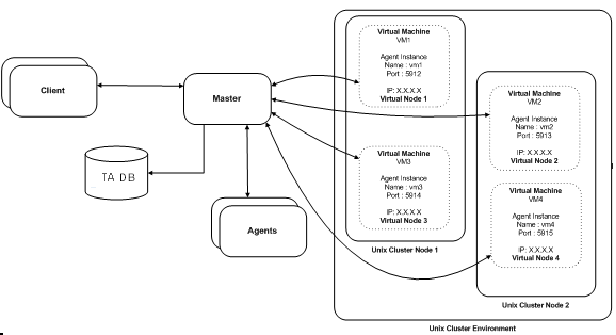 Client
Master
TA DB
Agents
Virtual Machine
VM1
Agent Instance
Name : vm1
Port : 5912
IP: X.X.X.X
Virtual Node 1
Virtual Machine
VM3
Agent Instance
Name : vm3
Port : 5914
IP: X.X.X.X
Virtual Node 3
Unix Cluster Node 1
Virtual Machine
VM2
Agent Instance
Name : vm2
Port : 5913
IP: X.X.X.X
Virtual Node 2
Virtual Machine
VM4l
Agent Instance
Name : vm4
Port : 5915
IP: X.X.X.X
Virtual Node 4
Unix Cluster Node 2
Unix Cluster Environment